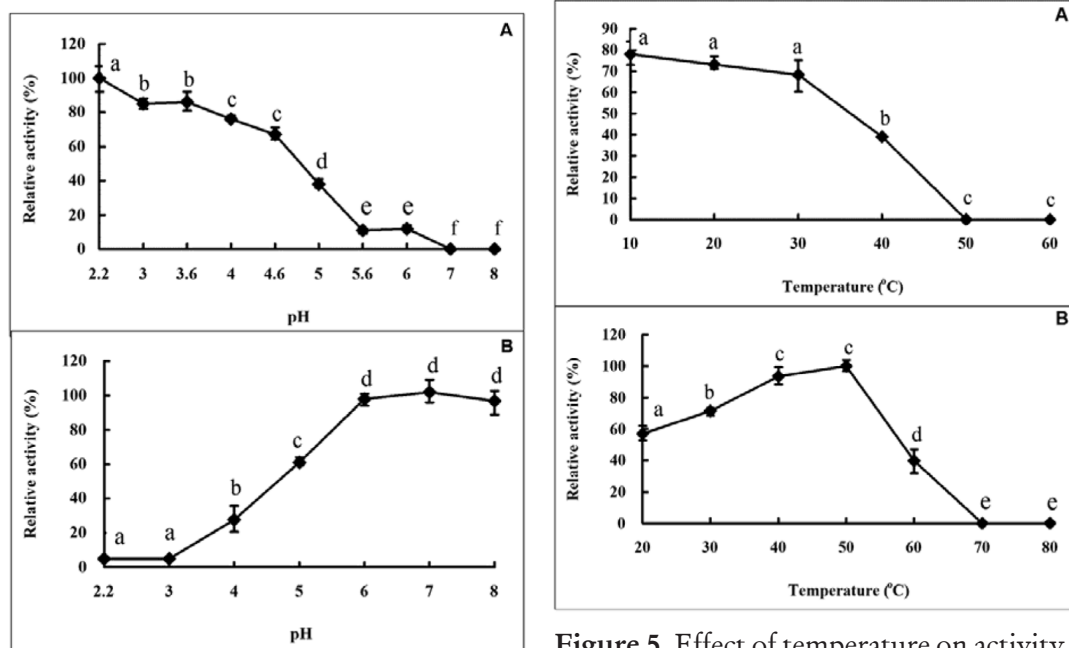 A
Relative activity (%)
120
100
80
60
40
20
0
a
b
b
c
c
d
e
e
f
f
2.2 3 3.6 4 4.6 5 5.6 6 7 8
pH
B
Relative activity (%)
120
100
80
60
40
20
0
a
a
b
c
d
d
d
2.2 3 4 5 6 7 8
pH
A
Relative activity (%)
90
80
70
60
50
40
30
20
10
0
a
a
a
b
c
c
10 20 30 40 50 60
Temperature (°C)
B
Relative activity (%)
120
100
80
60
40
20
0
a
b
c
c
d
e
e
20 30 40 50 60 70 80
Temperature (°C)
Figure 5. Effect of temperature on activity